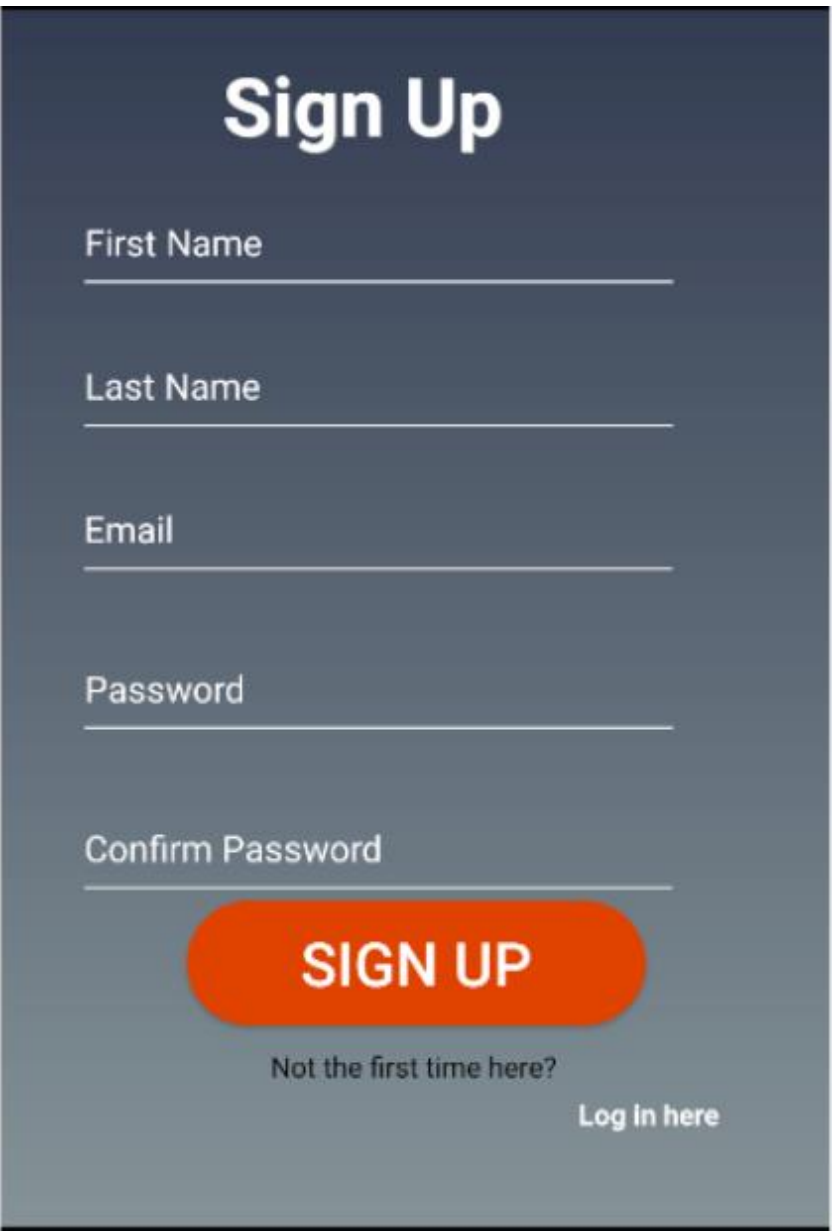 Sign Up
First Name
Last Name
Email
Password
Confirm Password
SIGN UP
Not the first time here?
Log in here